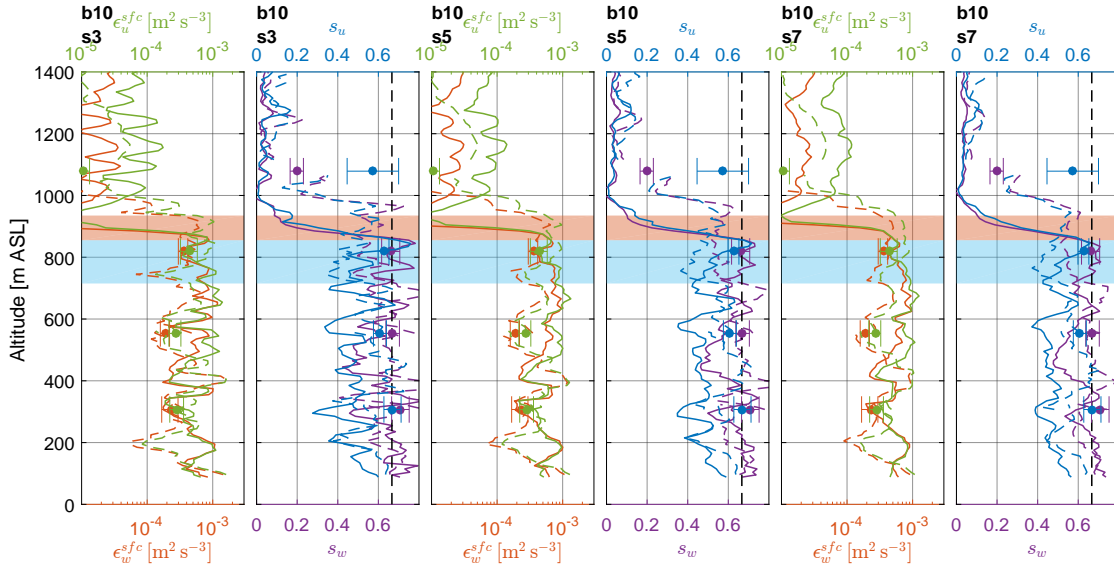 b10 b10 b10 b10 b10 b10
s3 s3 s5 s5 s7 s7
ϵ_u^{sfc} [m² s⁻³] s_u ϵ_u^{sfc} [m² s⁻³] s_u ϵ_u^{sfc} [m² s⁻³] s_u
10⁻⁵ 10⁻⁴ 10⁻³ 0 0.2 0.4 0.6 10⁻⁵ 10⁻⁴ 10⁻³ 0 0.2 0.4 0.6 10⁻⁵ 10⁻⁴ 10⁻³ 0 0.2 0.4 0.6
1400
1200
1000
800
600
400
200
0
Altitude [m ASL]
10⁻⁴ 10⁻³ 0 0.2 0.4 0.6 10⁻⁴ 10⁻³ 0 0.2 0.4 0.6 10⁻⁴ 10⁻³ 0 0.2 0.4 0.6
ϵ_w^{sfc} [m² s⁻³] s_w ϵ_w^{sfc} [m² s⁻³] s_w ϵ_w^{sfc} [m² s⁻³] s_w